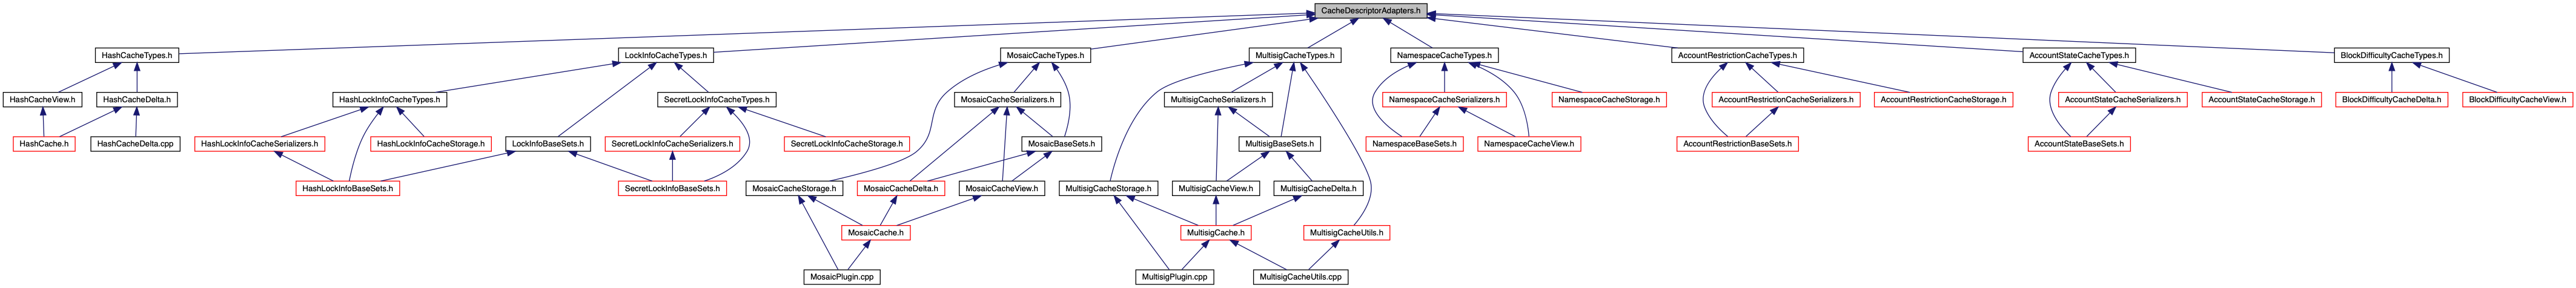 CacheDescriptorAdapters.h
HashCacheTypes.h
LockInfoCacheTypes.h
MosaicCacheTypes.h
MultisigCacheTypes.h
NamespaceCacheTypes.h
AccountRestrictionCacheTypes.h
AccountStateCacheTypes.h
BlockDifficultyCacheTypes.h
HashCacheView.h
HashCacheDelta.h
HashLockInfoCacheTypes.h
SecretLockInfoCacheTypes.h
MosaicCacheSerializers.h
MultisigCacheSerializers.h
NamespaceCacheSerializers.h
NamespaceCacheStorage.h
AccountRestrictionCacheSerializers.h
AccountRestrictionCacheStorage.h
AccountStateCacheSerializers.h
AccountStateCacheStorage.h
BlockDifficultyCacheDelta.h
BlockDifficultyCacheView.h
HashCache.h
HashCacheDelta.cpp
HashLockInfoCacheSerializers.h
HashLockInfoCacheStorage.h
LockInfoBaseSets.h
SecretLockInfoCacheSerializers.h
SecretLockInfoCacheStorage.h
MosaicBaseSets.h
MultisigBaseSets.h
NamespaceBaseSets.h
NamespaceCacheView.h
AccountRestrictionBaseSets.h
AccountStateBaseSets.h
HashLockInfoBaseSets.h
SecretLockInfoBaseSets.h
MosaicCacheStorage.h
MosaicCacheDelta.h
MosaicCacheView.h
MultisigCacheStorage.h
MultisigCacheView.h
MultisigCacheDelta.h
MosaicCache.h
MultisigCache.h
MultisigCacheUtils.h
MosaicPlugin.cpp
MultisigPlugin.cpp
MultisigCacheUtils.cpp